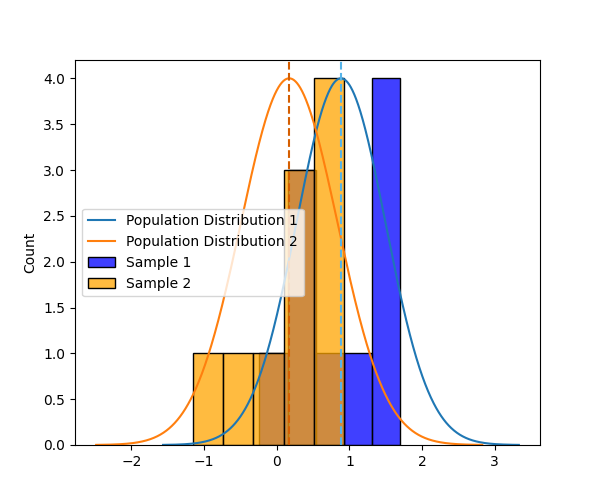 4.0
3.5
3.0
2.5
2.0
1.5
1.0
0.5
0.0
Count
Population Distribution 1
Population Distribution 2
Sample 1
Sample 2
−2 −1 0 1 2 3